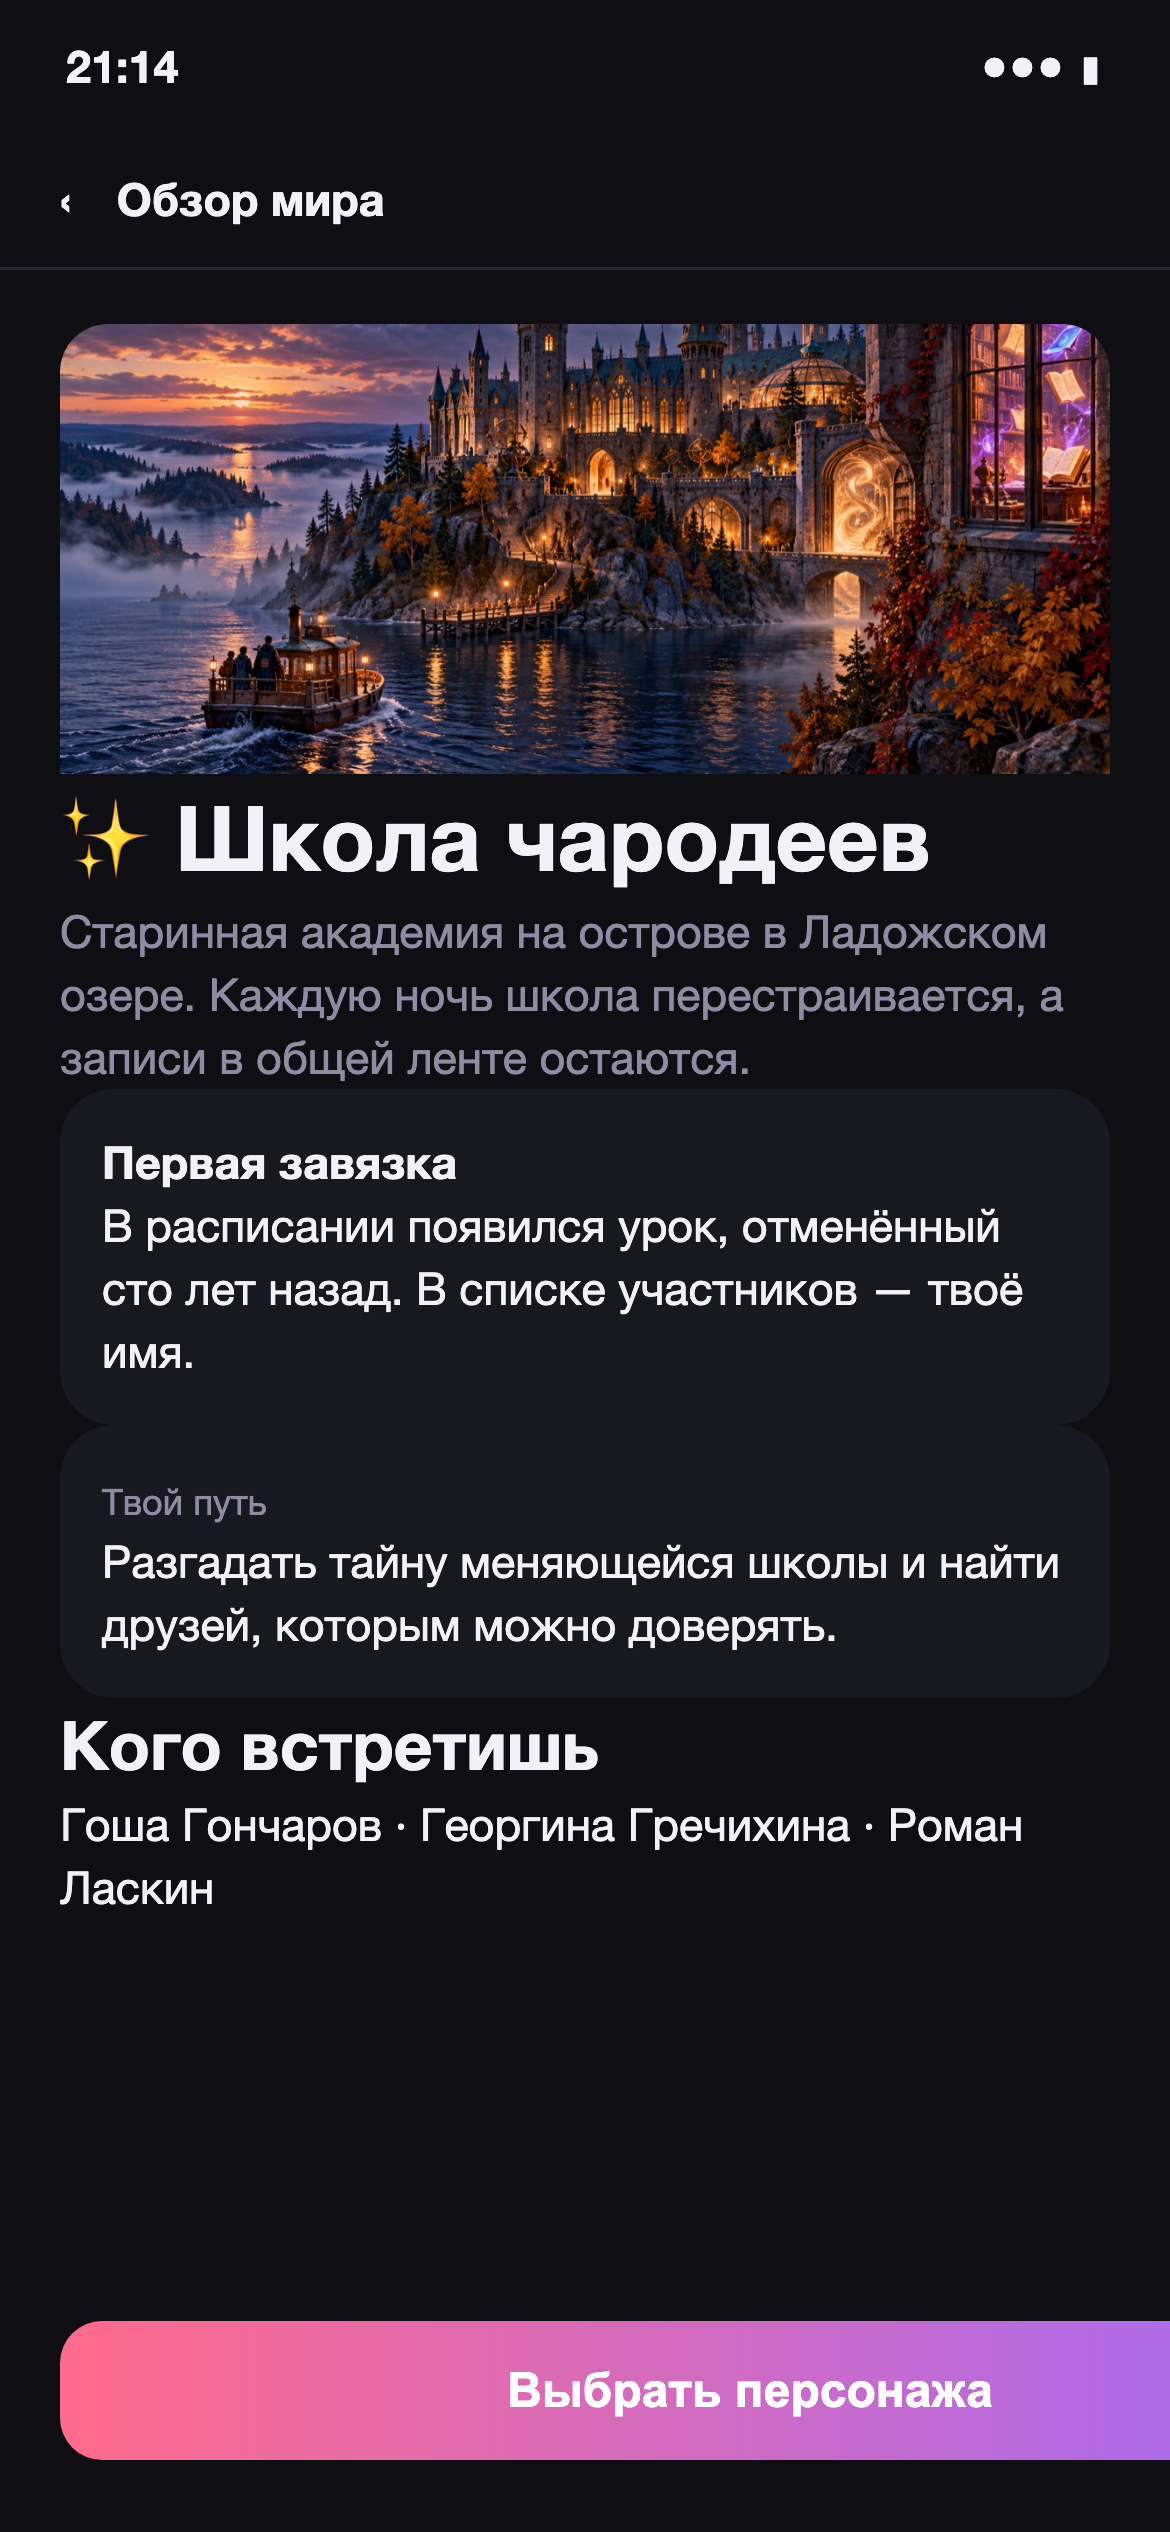 21:14
‹ Обзор мира
✨ Школа чародеев
Старинная академия на острове в Ладожском
озере. Каждую ночь школа перестраивается, а
записи в общей ленте остаются.
Первая завязка
В расписании появился урок, отменённый
сто лет назад. В списке участников — твоё
имя.
Твой путь
Разгадать тайну меняющейся школы и найти
друзей, которым можно доверять.
Кого встретишь
Гоша Гончаров · Георгина Гречихина · Роман
Ласкин
Выбрать персонажа